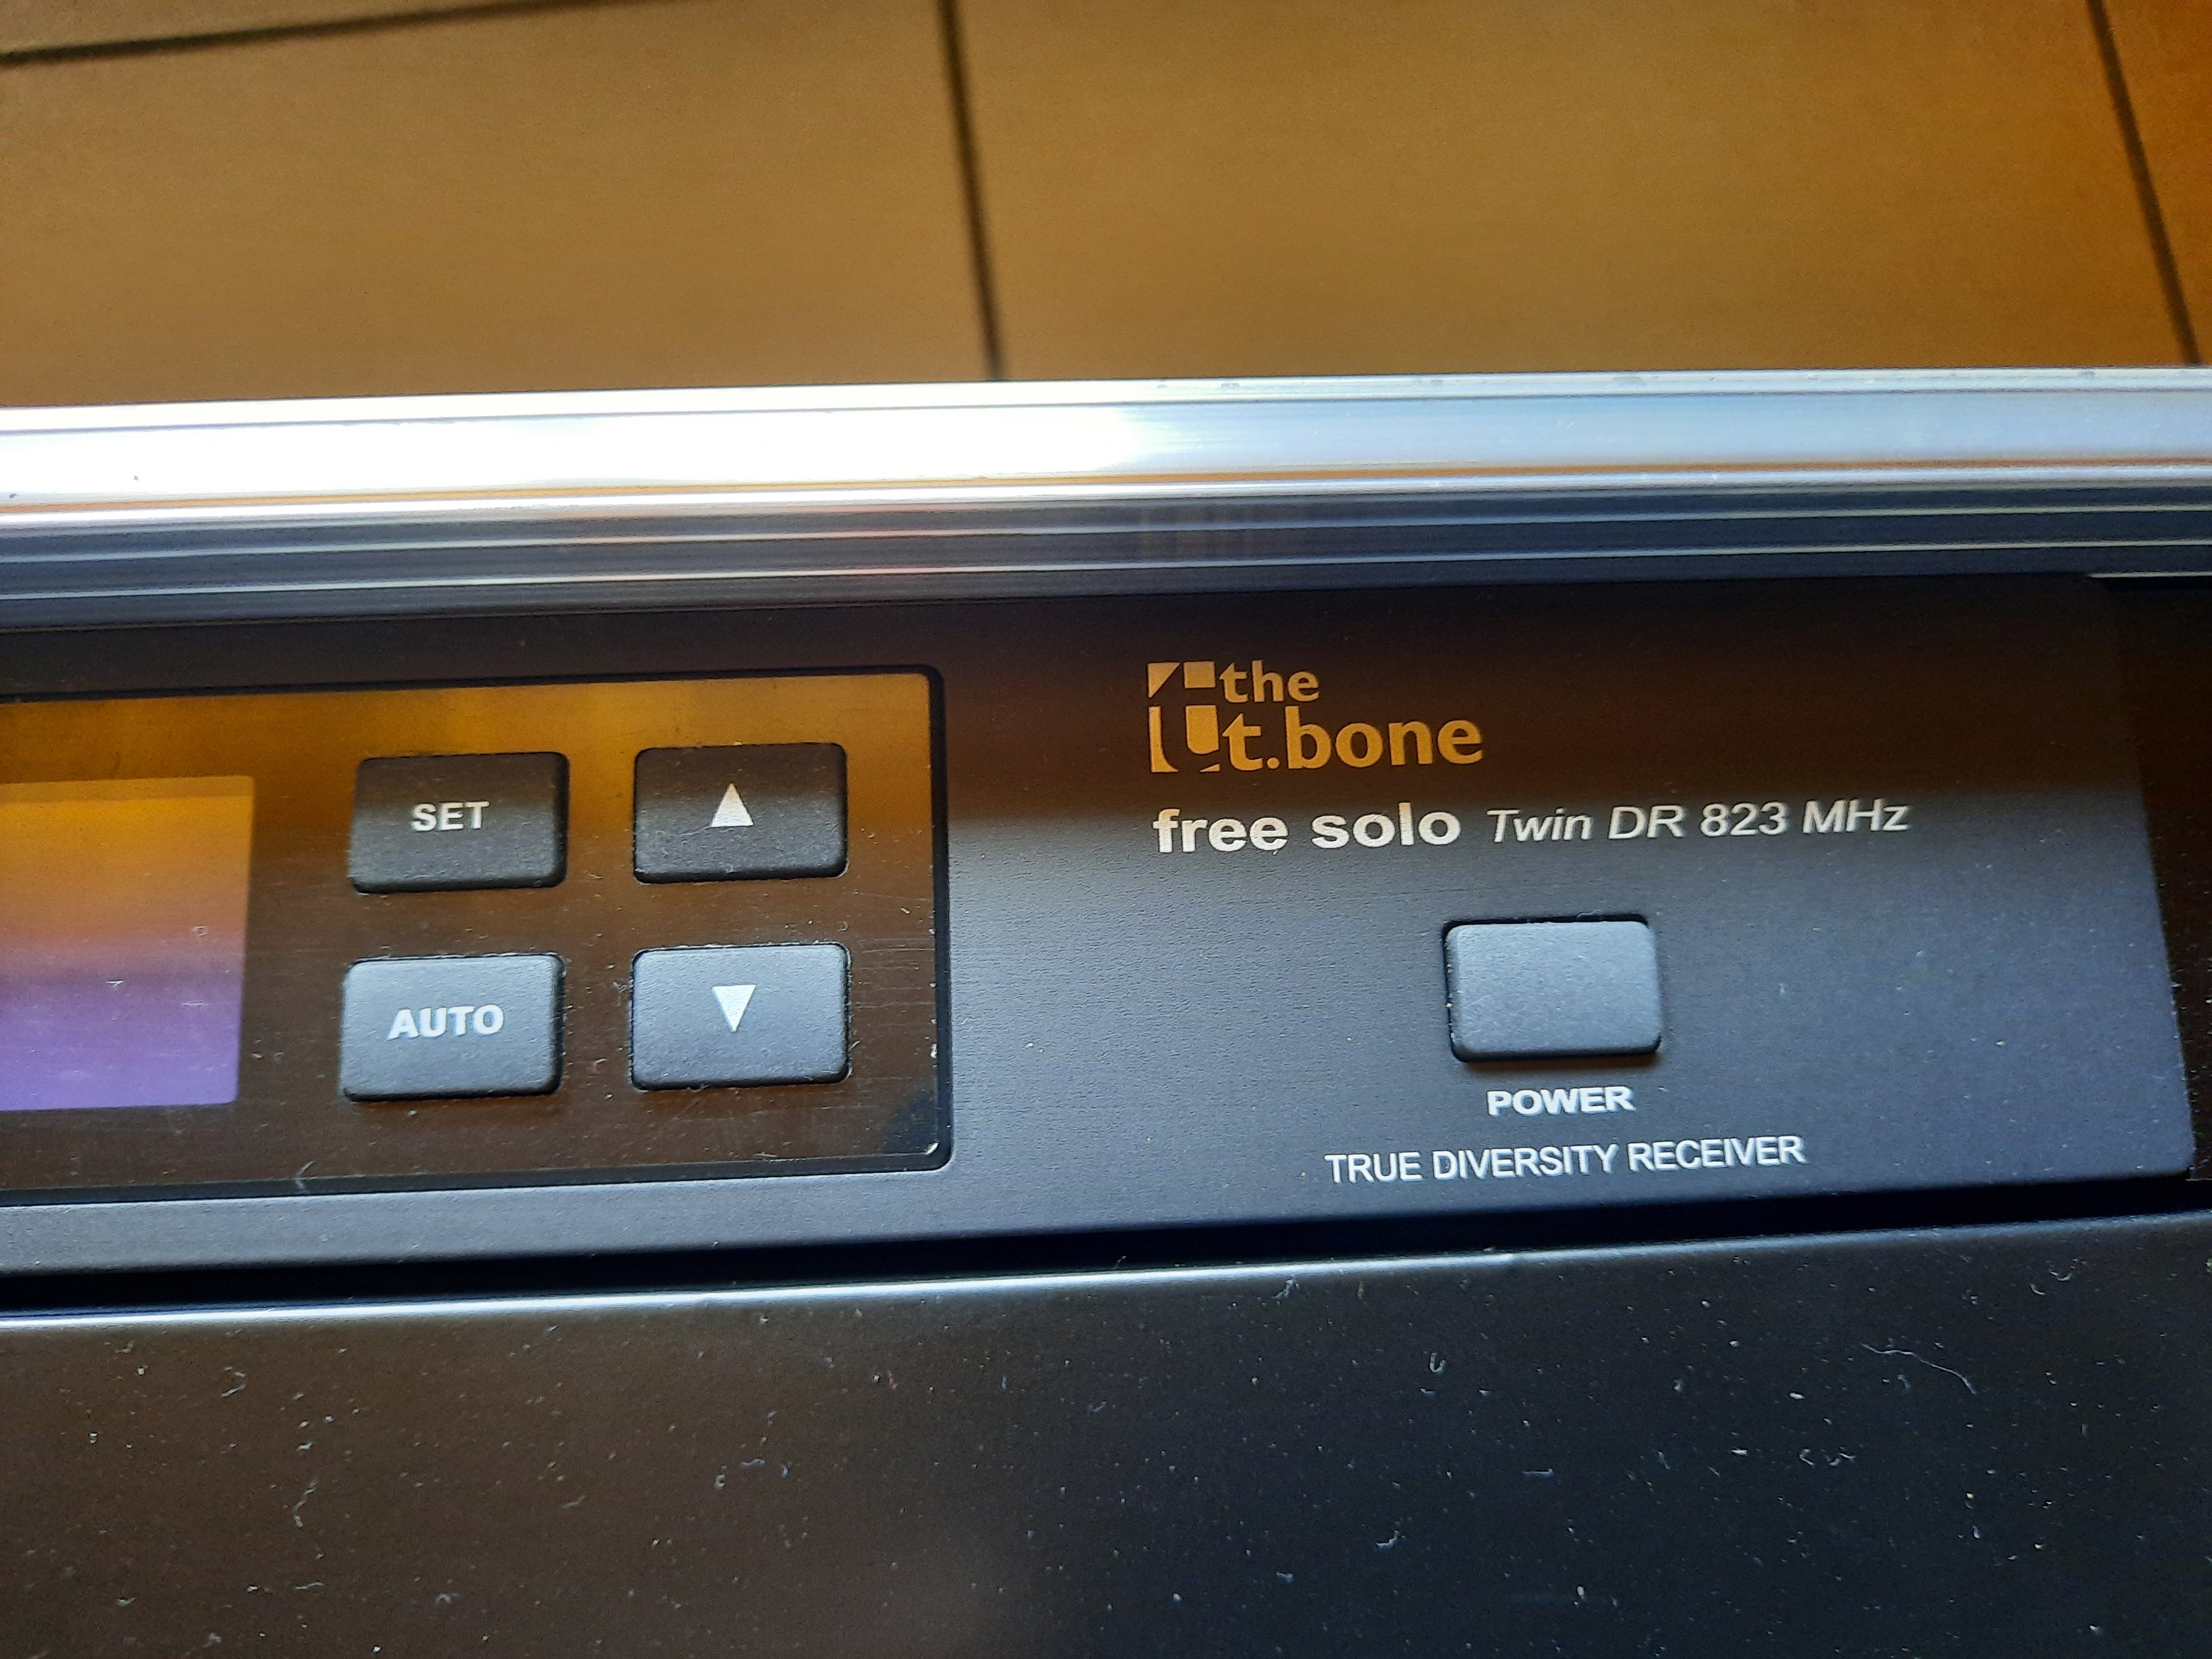 the
t.bone
free solo Twin DR 823 MHz
SET
AUTO
POWER
TRUE DIVERSITY RECEIVER